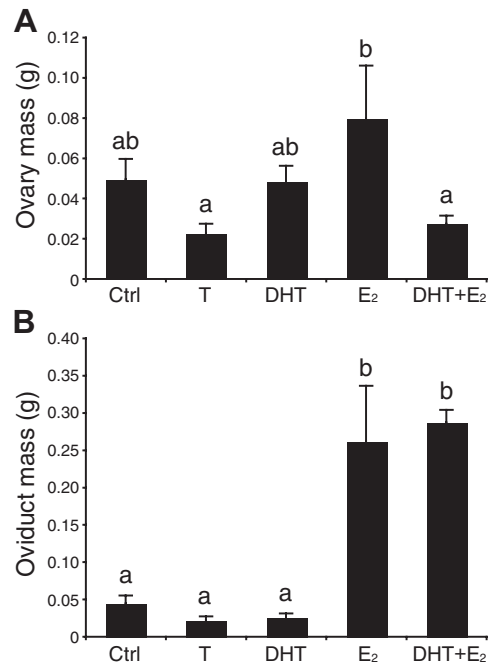 A
Ovary mass (g)
0.12
0.10
0.08
0.06
0.04
0.02
0
ab
a
ab
b
a
Ctrl T DHT E₂ DHT+E₂
B
Oviduct mass (g)
0.40
0.35
0.30
0.25
0.20
0.15
0.10
0.05
0
a
a
a
b
b
Ctrl T DHT E₂ DHT+E₂